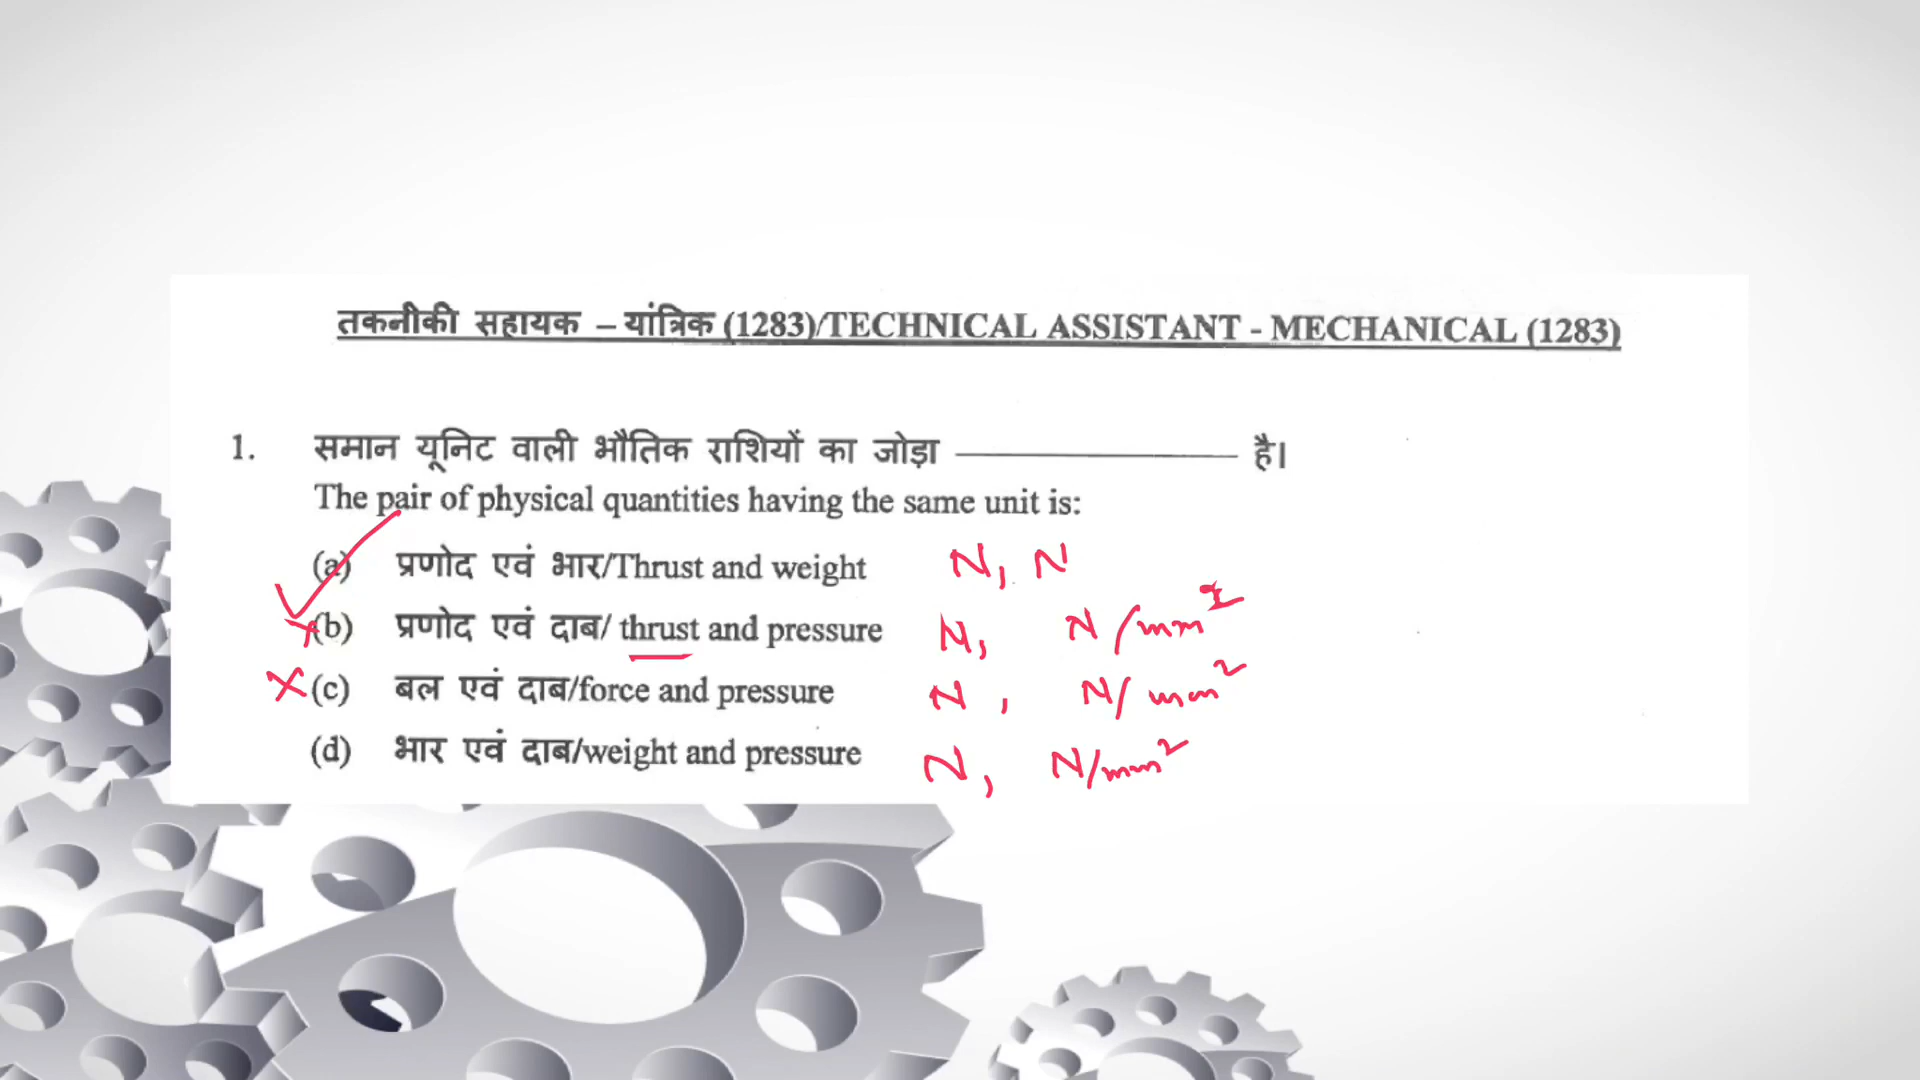 तकनीकी सहायक – यांत्रिक (1283)/TECHNICAL ASSISTANT - MECHANICAL (1283)
1. समान यूनिट वाली भौतिक राशियों का जोड़ा —————— है।
The pair of physical quantities having the same unit is:
(a) प्रणोद एवं भार/Thrust and weight N, N
(b) प्रणोद एवं दाब/ thrust and pressure N, N/mm²
(c) बल एवं दाब/force and pressure N, N/mm²
(d) भार एवं दाब/weight and pressure N, N/mm²